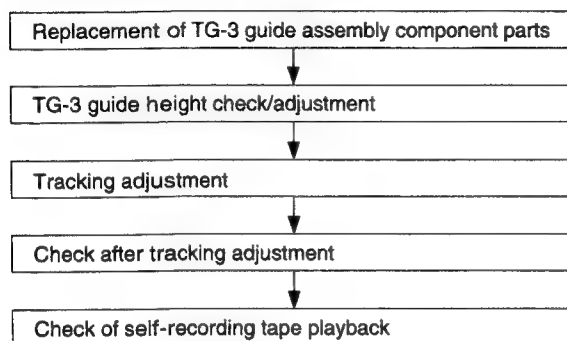 Replacement of TG-3 guide assembly component parts
TG-3 guide height check/adjustment
Tracking adjustment
Check after tracking adjustment
Check of self-recording tape playback